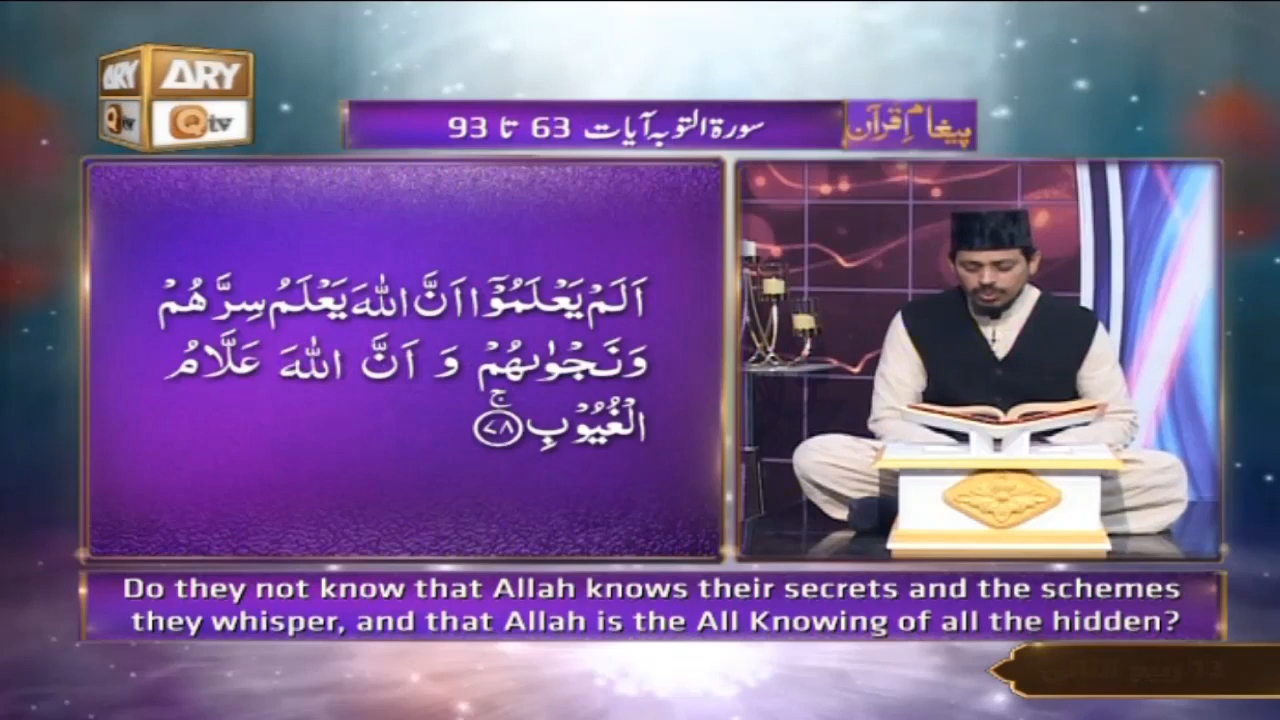 ARY
ARY
Q tv
Qtv
پیغامِ قرآن
سورۃ التوبہ آیات 63 تا 93
اَلَمۡ يَعۡلَمُوۡۤا اَنَّ اللّٰهَ يَعۡلَمُ سِرَّهُمۡ
وَنَجۡوٰٮهُمۡ وَ اَنَّ اللّٰهَ عَلَّامُ
الۡغُيُوۡبِ ۚ‏ ﴿۷۸﴾
Do they not know that Allah knows their secrets and the schemes
they whisper, and that Allah is the All Knowing of all the hidden?